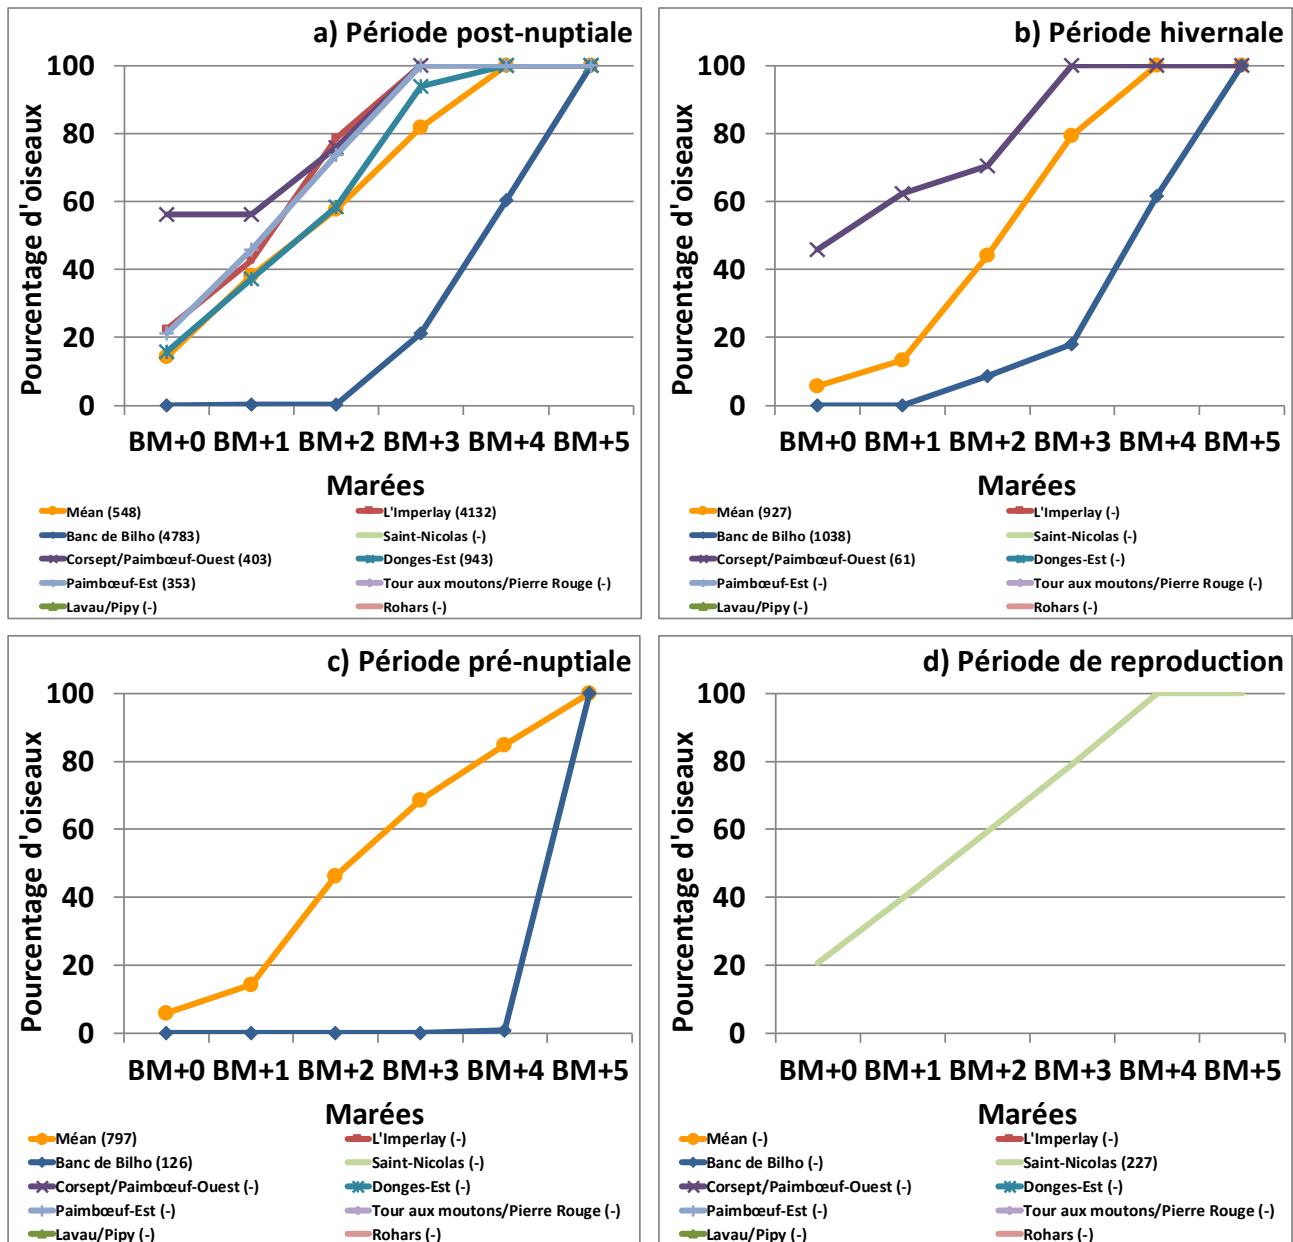 a) Période post-nuptiale
Pourcentage d'oiseaux
100
80
60
40
20
0
BM+0 BM+1 BM+2 BM+3 BM+4 BM+5
Marées
Méan (548) L'Imperlay (4132)
Banc de Bilho (4783) Saint-Nicolas (-)
Corsept/Paimbœuf-Ouest (403) Donges-Est (943)
Paimbœuf-Est (353) Tour aux moutons/Pierre Rouge (-)
Lavau/Pipy (-) Rohars (-)
b) Période hivernale
Pourcentage d'oiseaux
100
80
60
40
20
0
BM+0 BM+1 BM+2 BM+3 BM+4 BM+5
Marées
Méan (927) L'Imperlay (-)
Banc de Bilho (1038) Saint-Nicolas (-)
Corsept/Paimbœuf-Ouest (61) Donges-Est (-)
Paimbœuf-Est (-) Tour aux moutons/Pierre Rouge (-)
Lavau/Pipy (-) Rohars (-)
c) Période pré-nuptiale
Pourcentage d'oiseaux
100
80
60
40
20
0
BM+0 BM+1 BM+2 BM+3 BM+4 BM+5
Marées
Méan (797) L'Imperlay (-)
Banc de Bilho (126) Saint-Nicolas (-)
Corsept/Paimbœuf-Ouest (-) Donges-Est (-)
Paimbœuf-Est (-) Tour aux moutons/Pierre Rouge (-)
Lavau/Pipy (-) Rohars (-)
d) Période de reproduction
Pourcentage d'oiseaux
100
80
60
40
20
0
BM+0 BM+1 BM+2 BM+3 BM+4 BM+5
Marées
Méan (-) L'Imperlay (-)
Banc de Bilho (-) Saint-Nicolas (227)
Corsept/Paimbœuf-Ouest (-) Donges-Est (-)
Paimbœuf-Est (-) Tour aux moutons/Pierre Rouge (-)
Lavau/Pipy (-) Rohars (-)